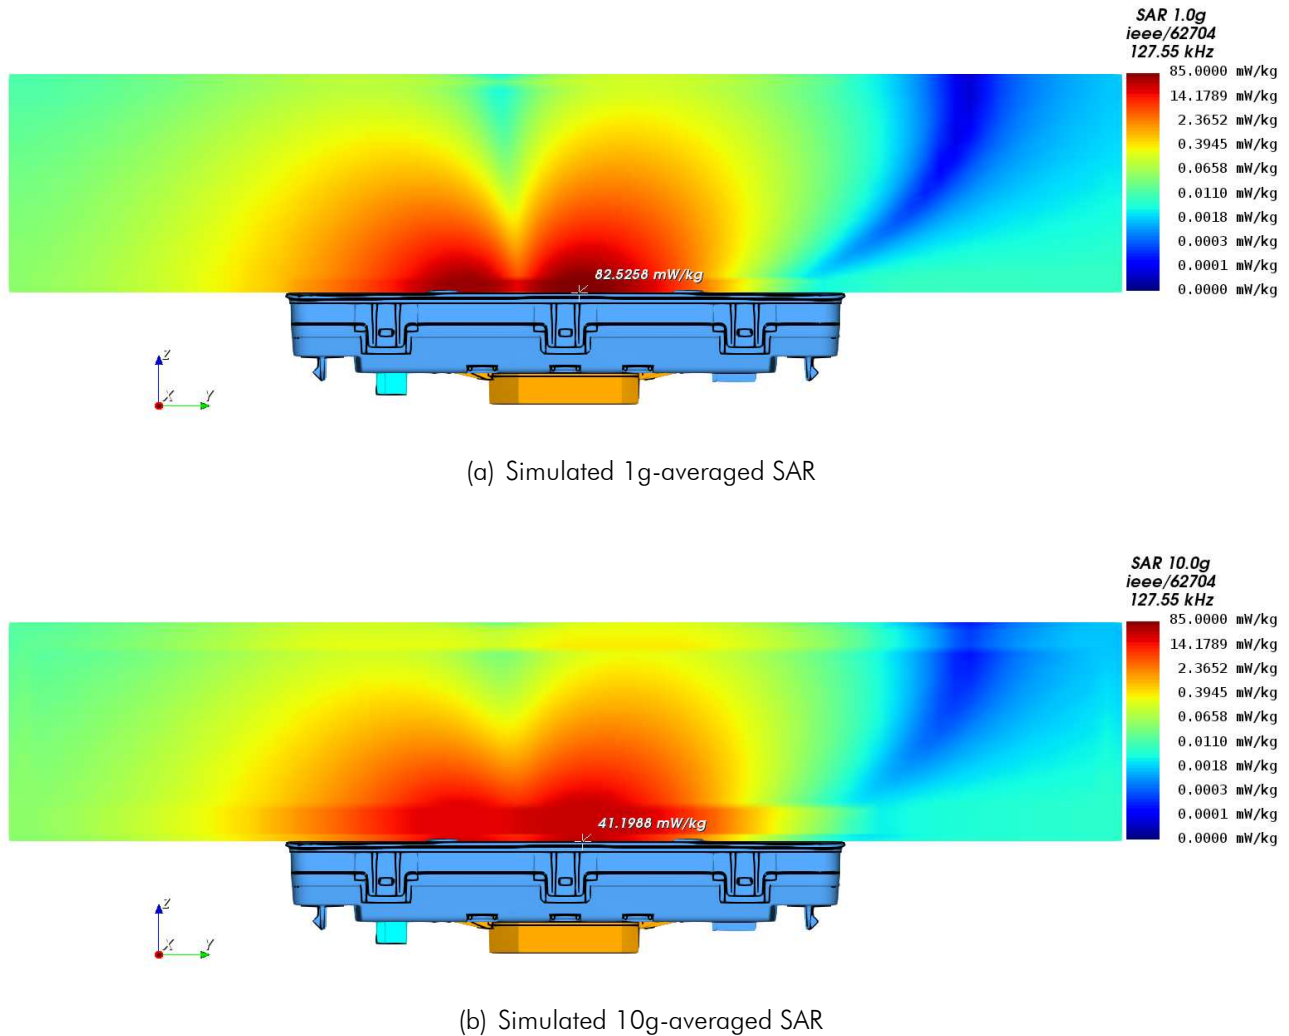 SAR 1.0g
ieee/62704
127.55 kHz
85.0000 mW/kg
14.1789 mW/kg
2.3652 mW/kg
0.3945 mW/kg
0.0658 mW/kg
0.0110 mW/kg
0.0018 mW/kg
0.0003 mW/kg
0.0001 mW/kg
0.0000 mW/kg
82.5258 mW/kg
Z
X Y
(a) Simulated 1g-averaged SAR
SAR 10.0g
ieee/62704
127.55 kHz
85.0000 mW/kg
14.1789 mW/kg
2.3652 mW/kg
0.3945 mW/kg
0.0658 mW/kg
0.0110 mW/kg
0.0018 mW/kg
0.0003 mW/kg
0.0001 mW/kg
0.0000 mW/kg
41.1988 mW/kg
Z
X Y
(b) Simulated 10g-averaged SAR